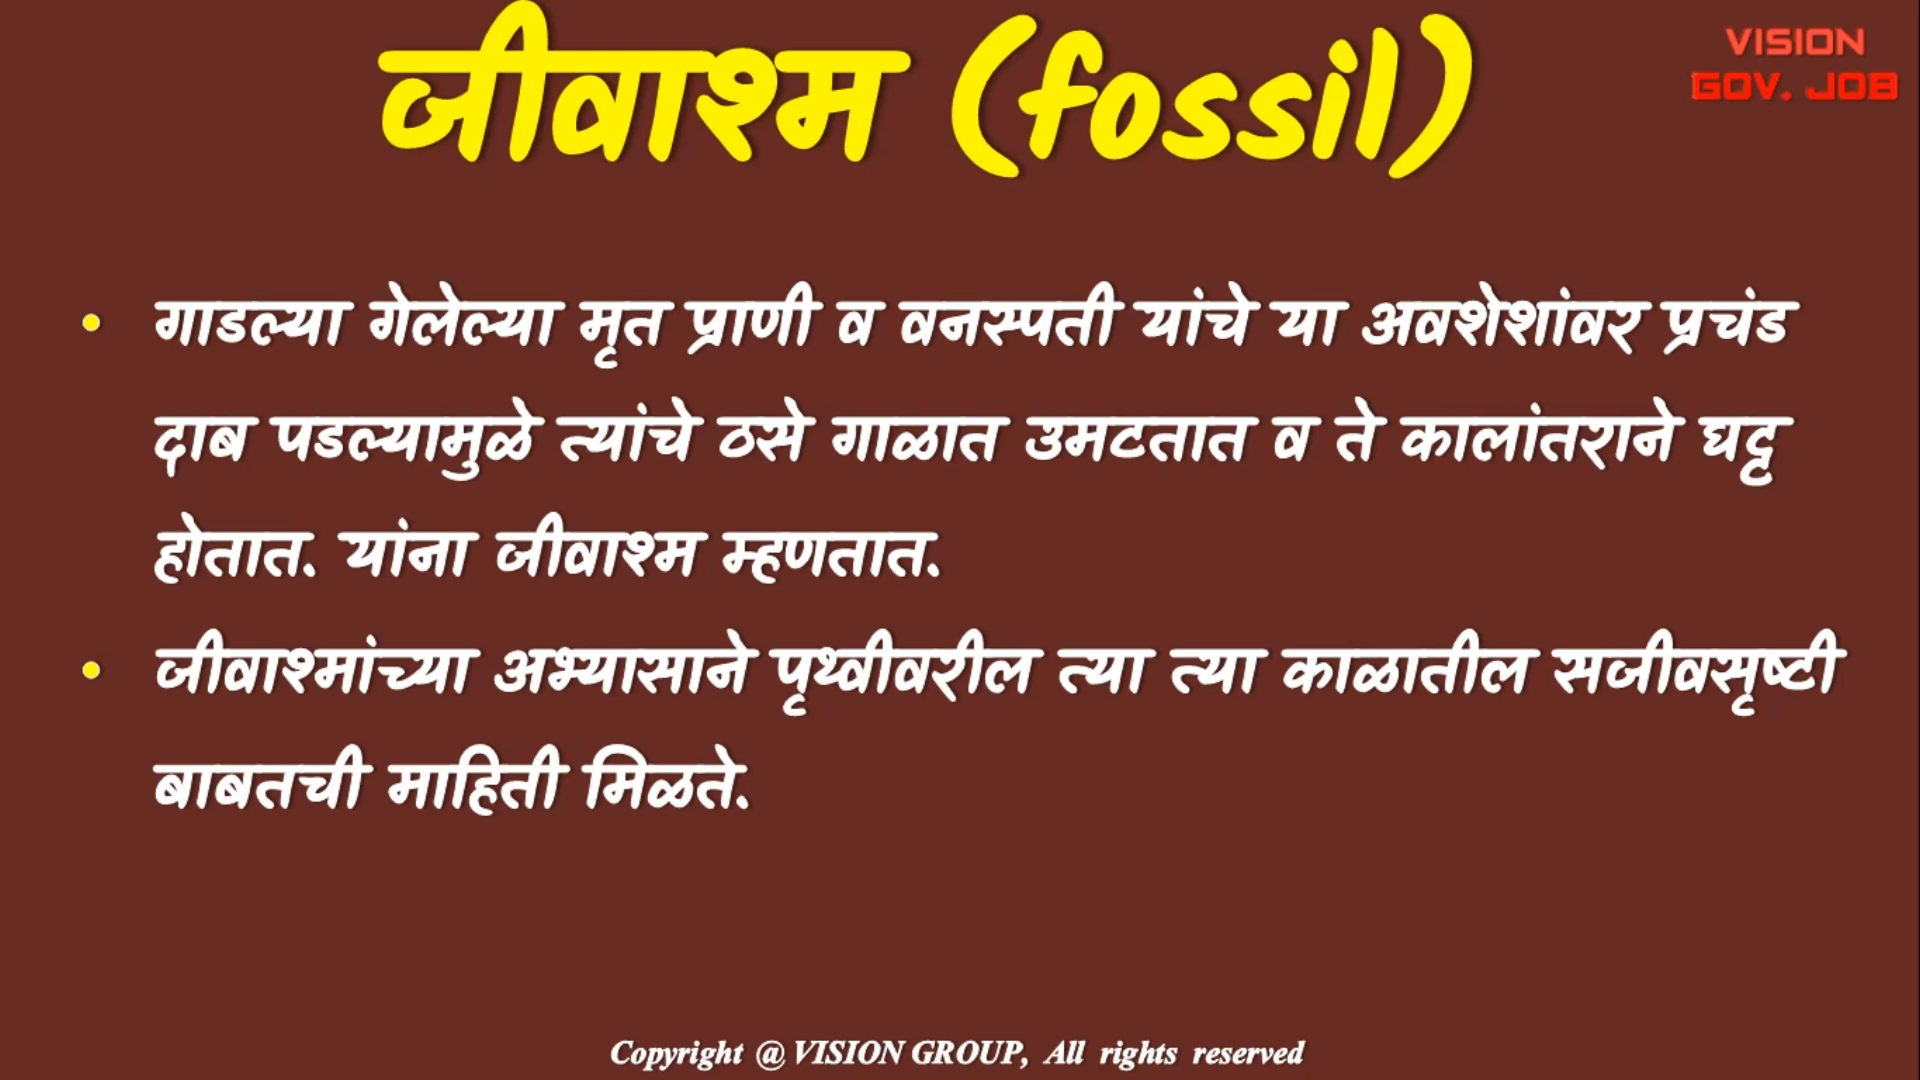 जीवाश्म (fossil)
VISION
GOV. JOB
• गाडल्या गेलेल्या मृत प्राणी व वनस्पती यांचे या अवशेशांवर प्रचंड
दाब पडल्यामुळे त्यांचे ठसे गाळात उमटतात व ते कालांतराने घट्ट
होतात. यांना जीवाश्म म्हणतात.
• जीवाश्मांच्या अभ्यासाने पृथ्वीवरील त्या त्या काळातील सजीवसृष्टी
बाबतची माहिती मिळते.
Copyright @ VISION GROUP, All rights reserved